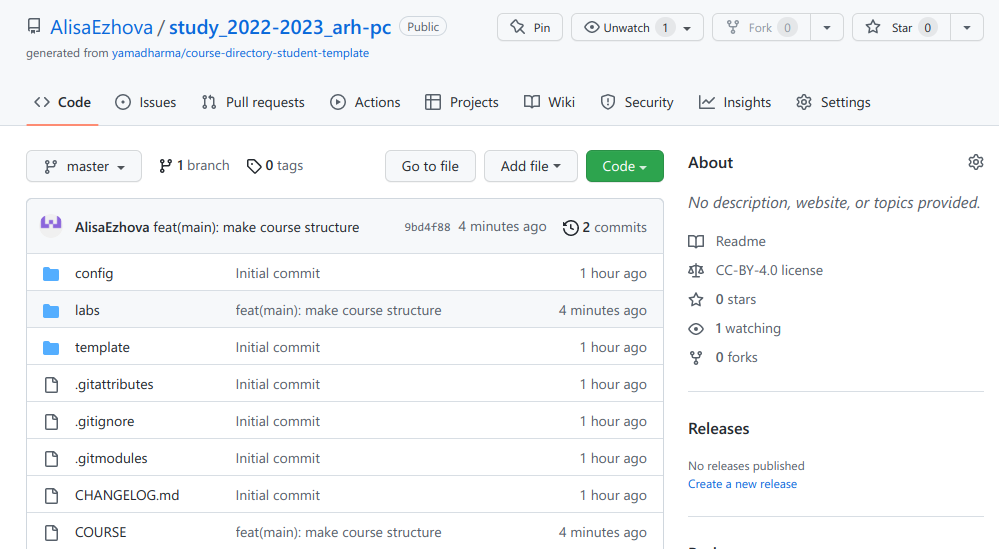 AlisaEzhova / study_2022-2023_arh-pc Public Pin Unwatch 1 Fork 0 Star 0
generated from yamadharma/course-directory-student-template
Code Issues Pull requests Actions Projects Wiki Security Insights Settings
master 1 branch 0 tags Go to file Add file Code
AlisaEzhova feat(main): make course structure 9bd4f88 4 minutes ago 2 commits
config Initial commit 1 hour ago
labs feat(main): make course structure 4 minutes ago
template Initial commit 1 hour ago
.gitattributes Initial commit 1 hour ago
.gitignore Initial commit 1 hour ago
.gitmodules Initial commit 1 hour ago
CHANGELOG.md Initial commit 1 hour ago
COURSE feat(main): make course structure 4 minutes ago
About
No description, website, or topics provided.
Readme
CC-BY-4.0 license
0 stars
1 watching
0 forks
Releases
No releases published
Create a new release